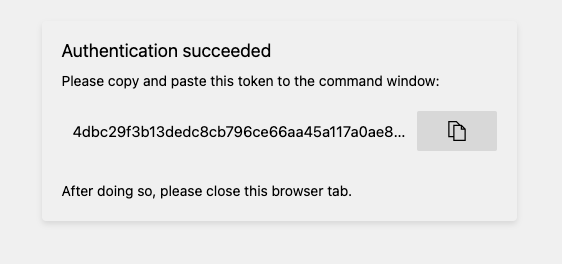 Authentication succeeded
Please copy and paste this token to the command window:
4dbc29f3b13dedc8cb796ce66aa45a117a0ae8...
After doing so, please close this browser tab.